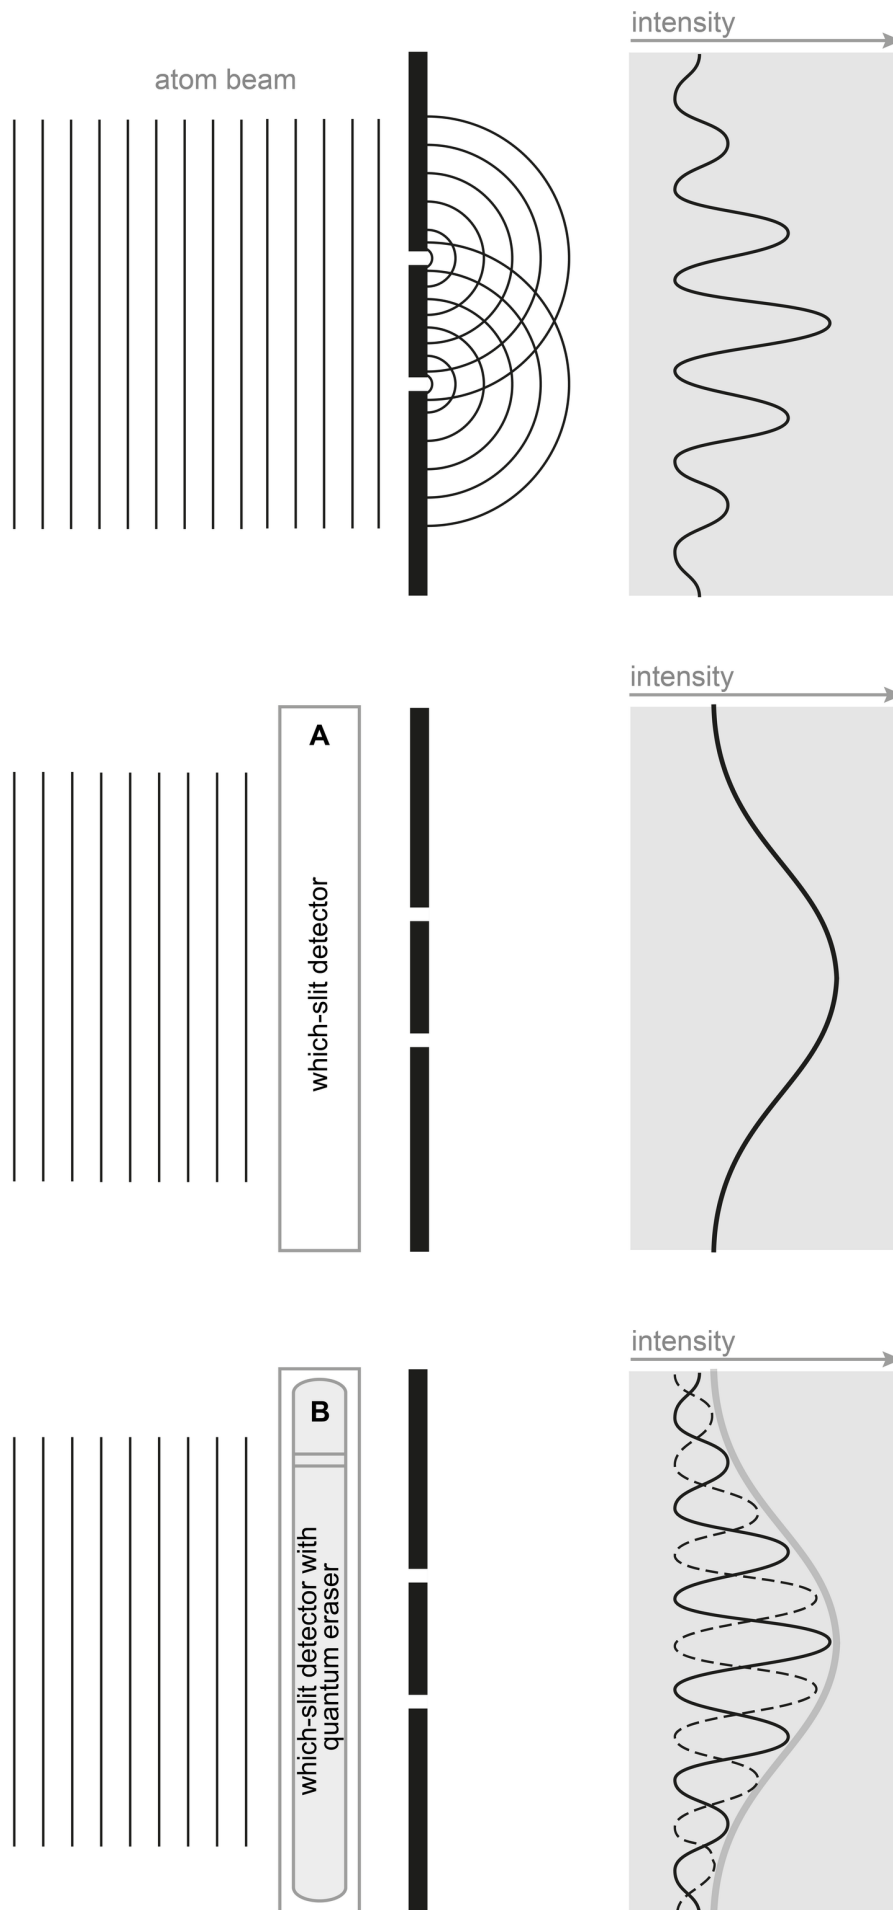 intensity
atom beam
intensity
A
which-slit detector
intensity
B
which-slit detector with
quantum eraser